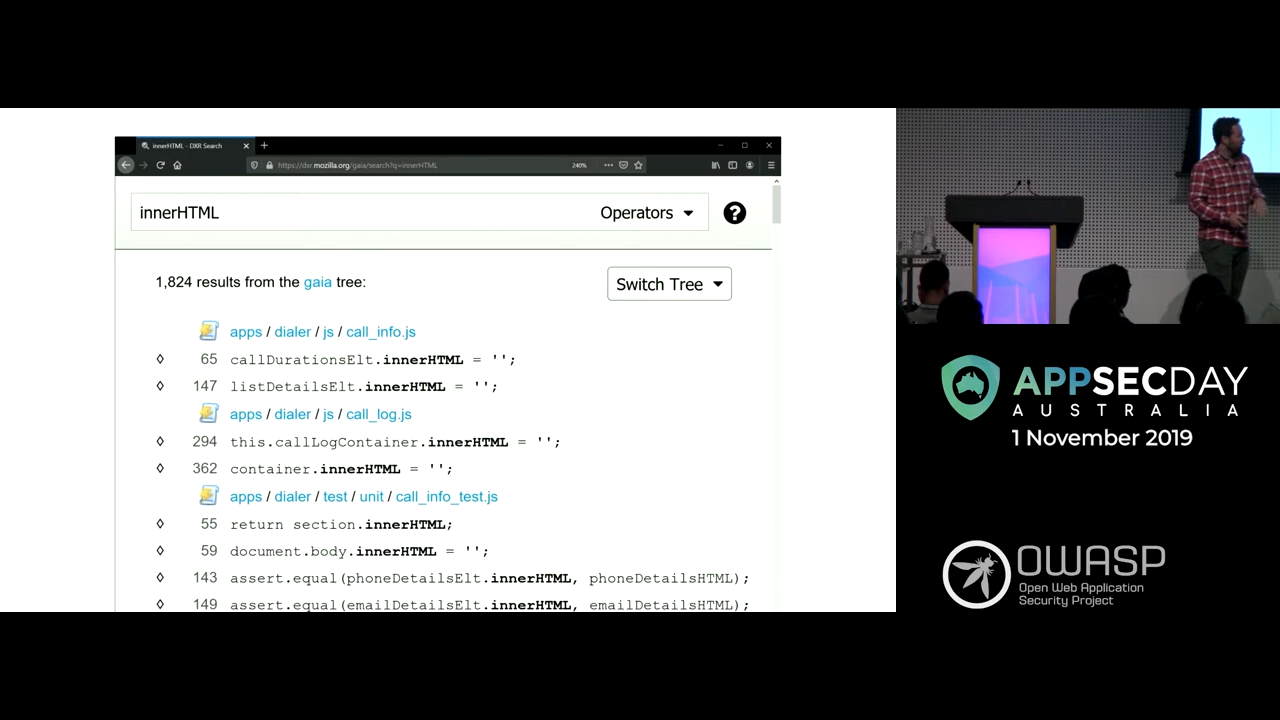 innerHTML - DXR Search
https://dxr.mozilla.org/gaia/search?q=innerHTML
240%
innerHTML
Operators
?
1,824 results from the gaia tree:
Switch Tree
apps / dialer / js / call_info.js
65 callDurationsElt.innerHTML = '';
147 listDetailsElt.innerHTML = '';
apps / dialer / js / call_log.js
294 this.callLogContainer.innerHTML = '';
362 container.innerHTML = '';
apps / dialer / test / unit / call_info_test.js
55 return section.innerHTML;
59 document.body.innerHTML = '';
143 assert.equal(phoneDetailsElt.innerHTML, phoneDetailsHTML);
149 assert.equal(emailDetailsElt.innerHTML, emailDetailsHTML);
APPSECDAY
AUSTRALIA
1 November 2019
OWASP
Open Web Application
Security Project